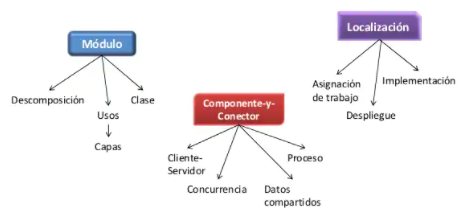 Módulo
Descomposición
Usos
Clase
Capas
Componente-y-
Conector
Cliente-
Servidor
Concurrencia
Datos
compartidos
Proceso
Localización
Asignación
de trabajo
Despliegue
Implementación